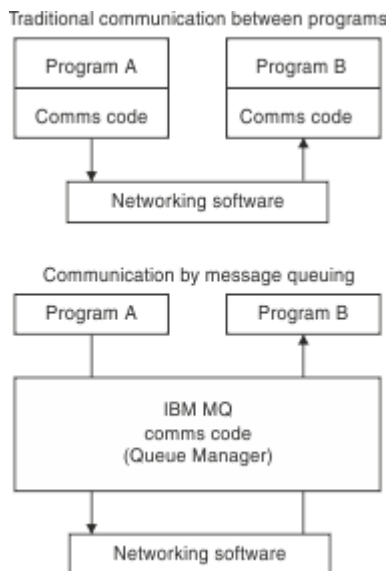 Traditional communication between programs
Program A
Program B
Comms code
Comms code
Networking software
Communication by message queuing
Program A
Program B
IBM MQ
comms code
(Queue Manager)
Networking software